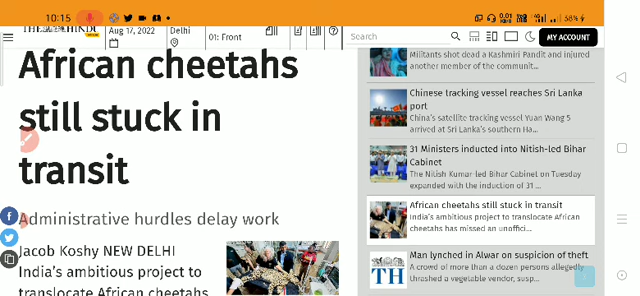 10:15
0.01
KB/S
4G
58%
THE HINDU
Aug 17, 2022
Delhi
01: Front
Search
MY ACCOUNT
African cheetahs
still stuck in
transit
Administrative hurdles delay work
Jacob Koshy NEW DELHI
India's ambitious project to
translocate African cheetahs
Militants shot dead a Kashmiri Pandit and injured
another member of the communit...
Chinese tracking vessel reaches Sri Lanka
port
China's satellite tracking vessel Yuan Wang 5
arrived at Sri Lanka's southern Ha...
31 Ministers inducted into Nitish-led Bihar
Cabinet
The Nitish Kumar-led Bihar Cabinet on Tuesday
expanded with the induction of 31 ...
African cheetahs still stuck in transit
India's ambitious project to translocate African
cheetahs has missed an unoffici...
Man lynched in Alwar on suspicion of theft
A crowd of more than a dozen persons allegedly
thrashed a vegetable vendor, susp...
TH